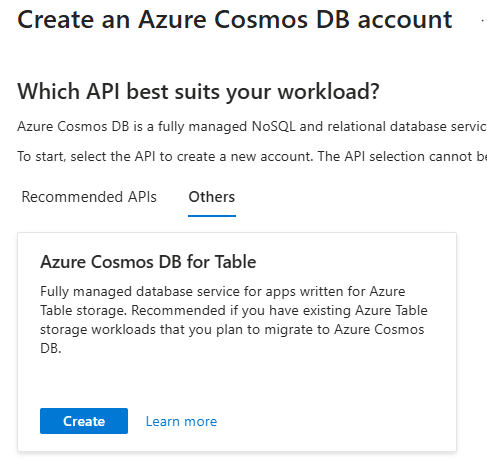 Create an Azure Cosmos DB account
Which API best suits your workload?
Azure Cosmos DB is a fully managed NoSQL and relational database servic
To start, select the API to create a new account. The API selection cannot be
Recommended APIs Others
Azure Cosmos DB for Table
Fully managed database service for apps written for Azure
Table storage. Recommended if you have existing Azure Table
storage workloads that you plan to migrate to Azure Cosmos
DB.
Create Learn more